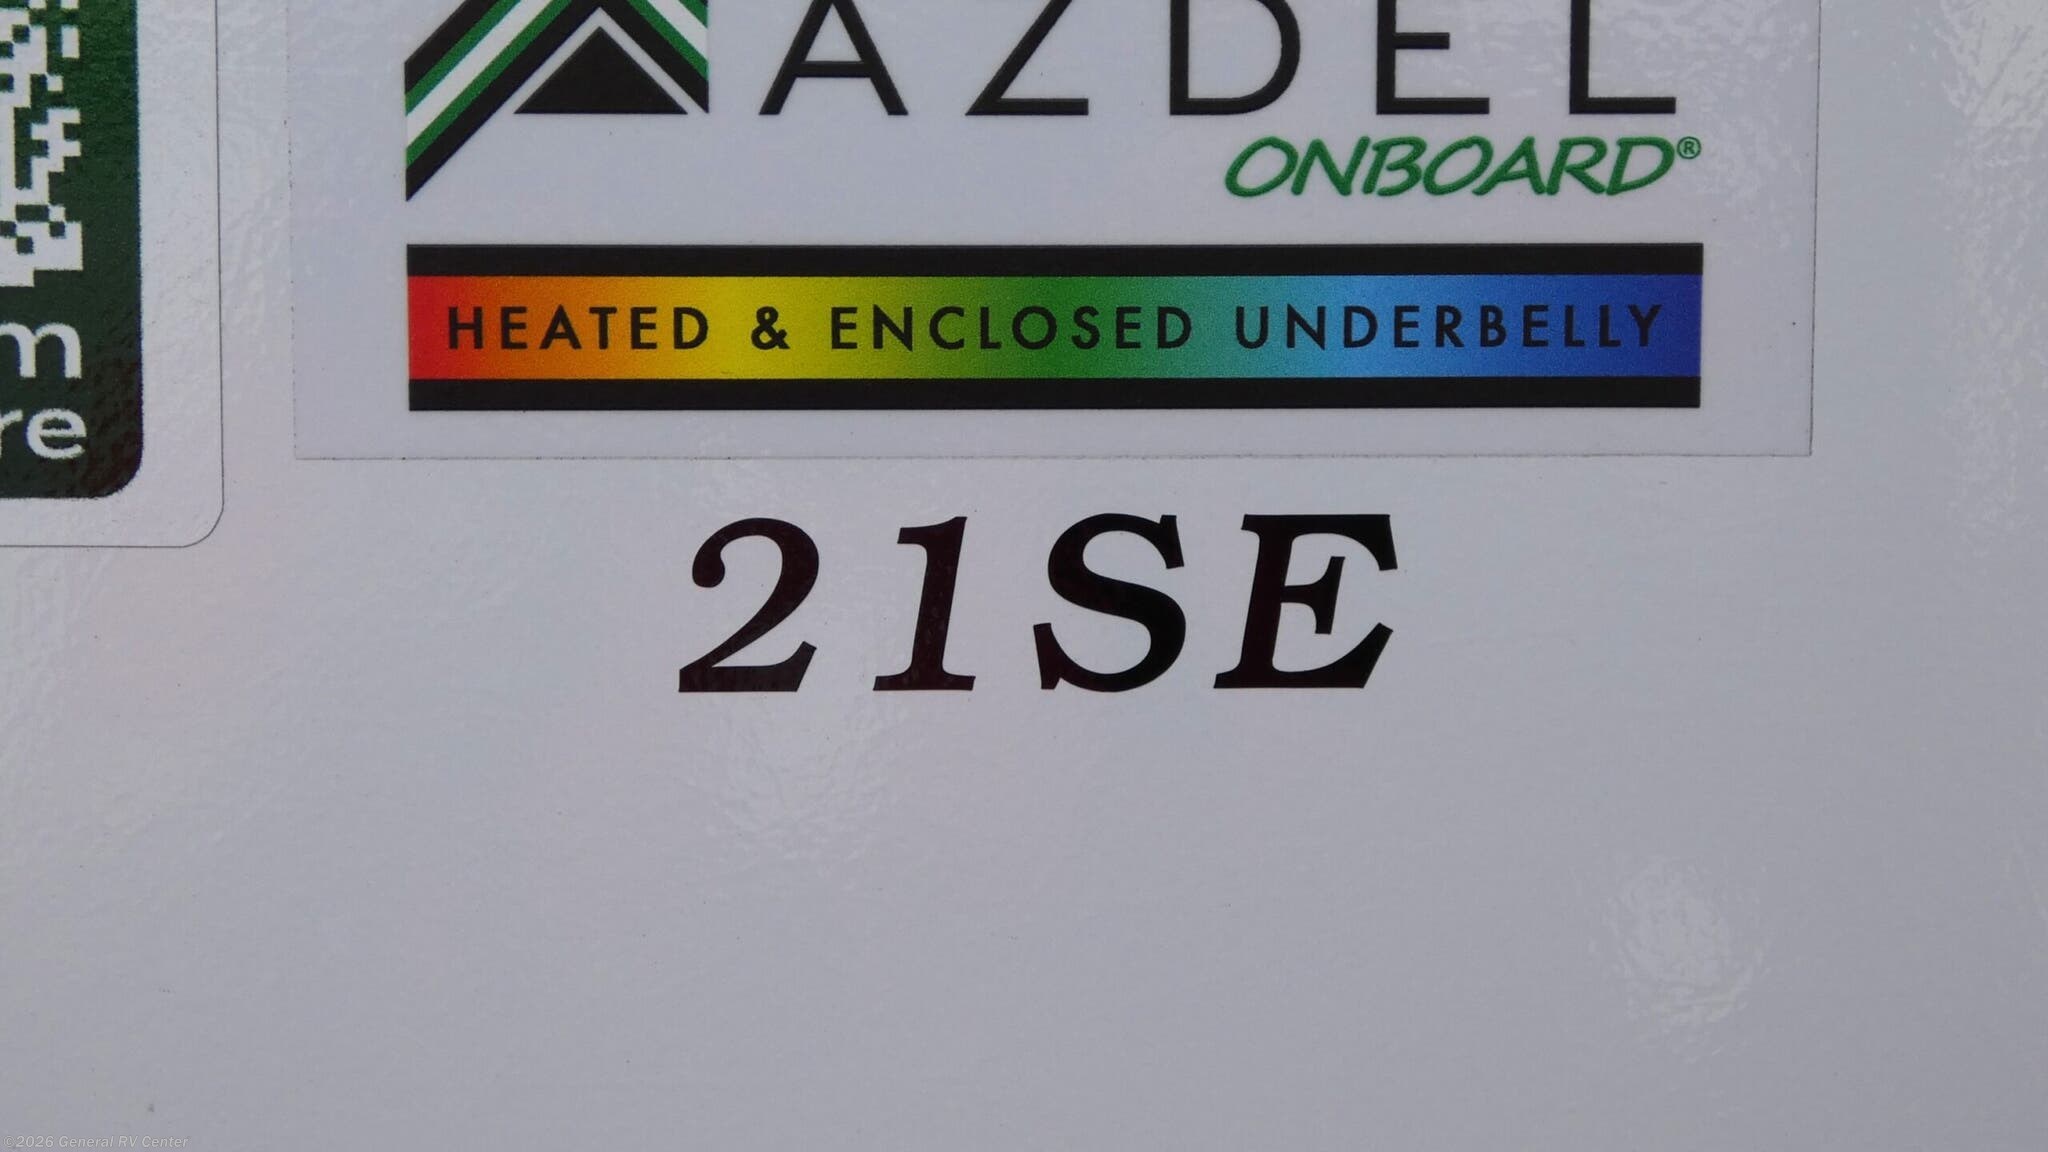 AZDEL
ONBOARD®
HEATED & ENCLOSED UNDERBELLY
m
re
21SE
©2026 General RV Center